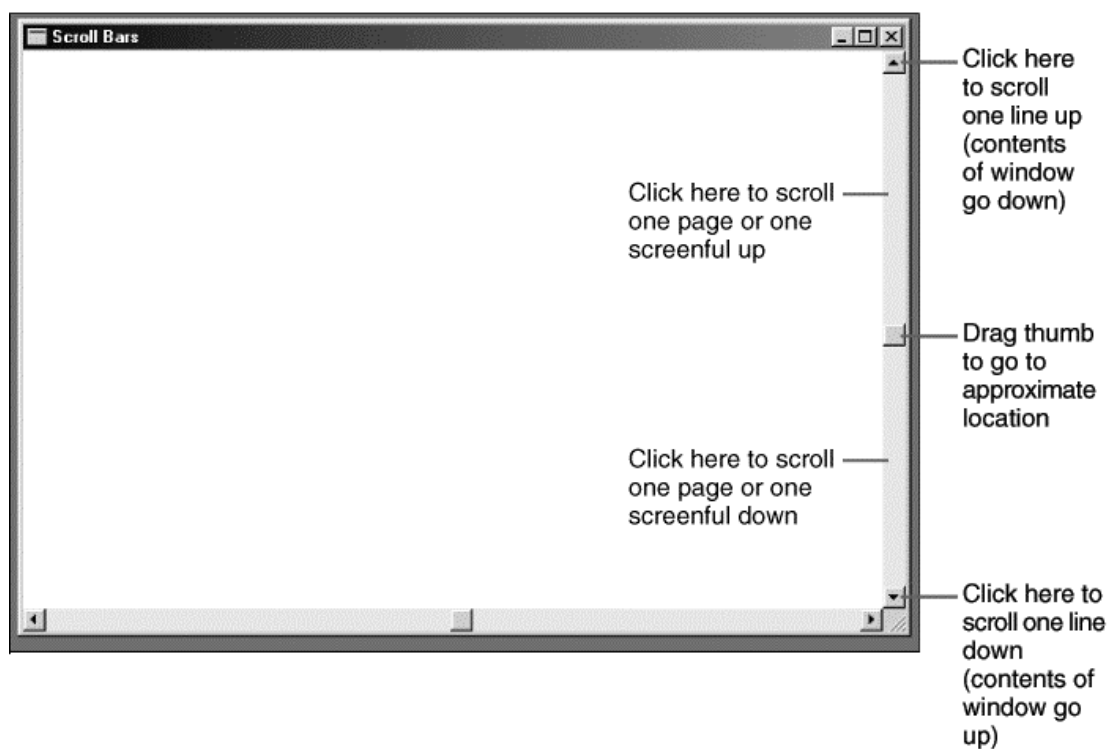 Scroll Bars
Click here
to scroll
one line up
(contents
of window
go down)
Click here to scroll
one page or one
screenful up
Drag thumb
to go to
approximate
location
Click here to scroll
one page or one
screenful down
Click here to
scroll one line
down
(contents of
window go
up)